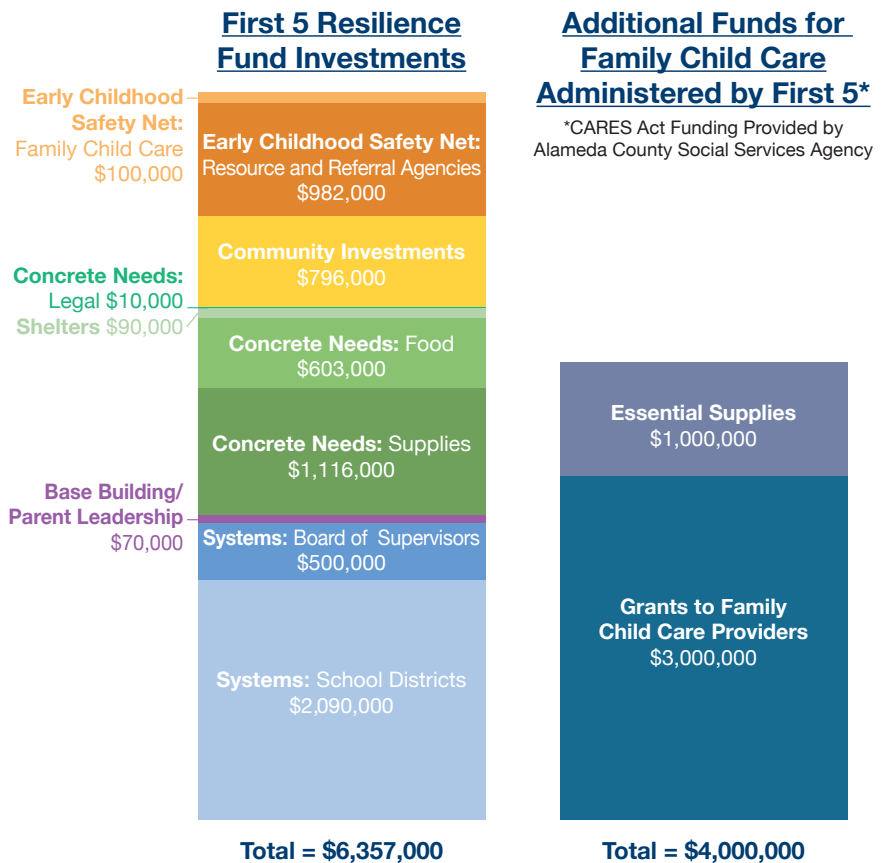 First 5 Resilience
Fund Investments
Early Childhood
Safety Net:
Family Child Care
$100,000
Early Childhood Safety Net:
Resource and Referral Agencies
$982,000
Community Investments
$796,000
Concrete Needs:
Legal $10,000
Shelters $90,000
Concrete Needs: Food
$603,000
Concrete Needs: Supplies
$1,116,000
Base Building/
Parent Leadership
$70,000
Systems: Board of Supervisors
$500,000
Systems: School Districts
$2,090,000
Total = $6,357,000
Additional Funds for
Family Child Care
Administered by First 5*
*CARES Act Funding Provided by
Alameda County Social Services Agency
Essential Supplies
$1,000,000
Grants to Family
Child Care Providers
$3,000,000
Total = $4,000,000